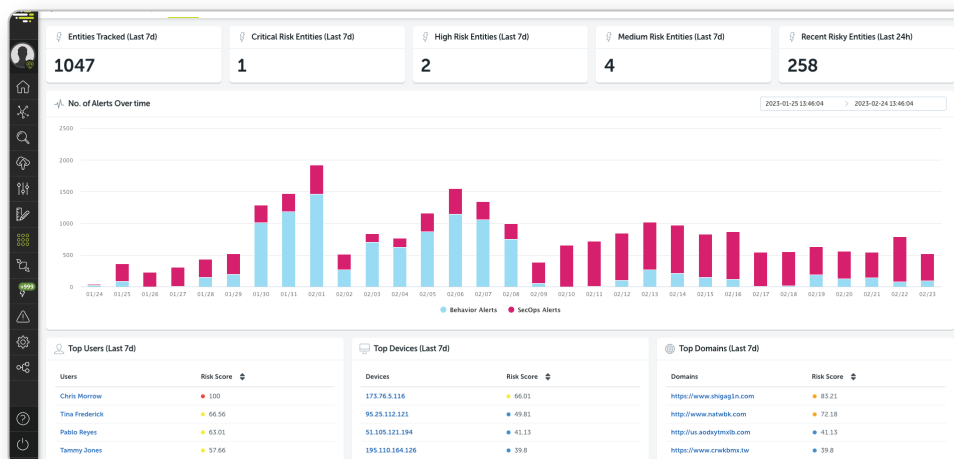 Entities Tracked (Last 7d)
1047
Critical Risk Entities (Last 7d)
1
High Risk Entities (Last 7d)
2
Medium Risk Entities (Last 7d)
4
Recent Risky Entities (Last 24h)
258
No. of Alerts Over time
2023-01-25 13:46:04 > 2023-02-24 13:46:04
2500
2000
1500
1000
500
0
01/24 01/25 01/26 01/27 01/28 01/29 01/30 01/31 02/01 02/02 02/03 02/04 02/05 02/06 02/07 02/08 02/09 02/10 02/11 02/12 02/13 02/14 02/15 02/16 02/17 02/18 02/19 02/20 02/21 02/22 02/23
Behavior Alerts SecOps Alerts
+999
Top Users (Last 7d)
Users Risk Score
Chris Morrow 100
Tina Frederick 66.56
Pablo Reyes 63.01
Tammy Jones 57.66
Top Devices (Last 7d)
Devices Risk Score
173.76.5.116 66.01
95.25.112.121 49.81
51.105.121.194 41.13
195.110.164.126 39.8
Top Domains (Last 7d)
Domains Risk Score
https://www.shigag1n.com 83.21
http://www.natwbk.com 72.18
http://us.aodxytmxlb.com 41.13
https://www.crwkbmx.tw 39.8